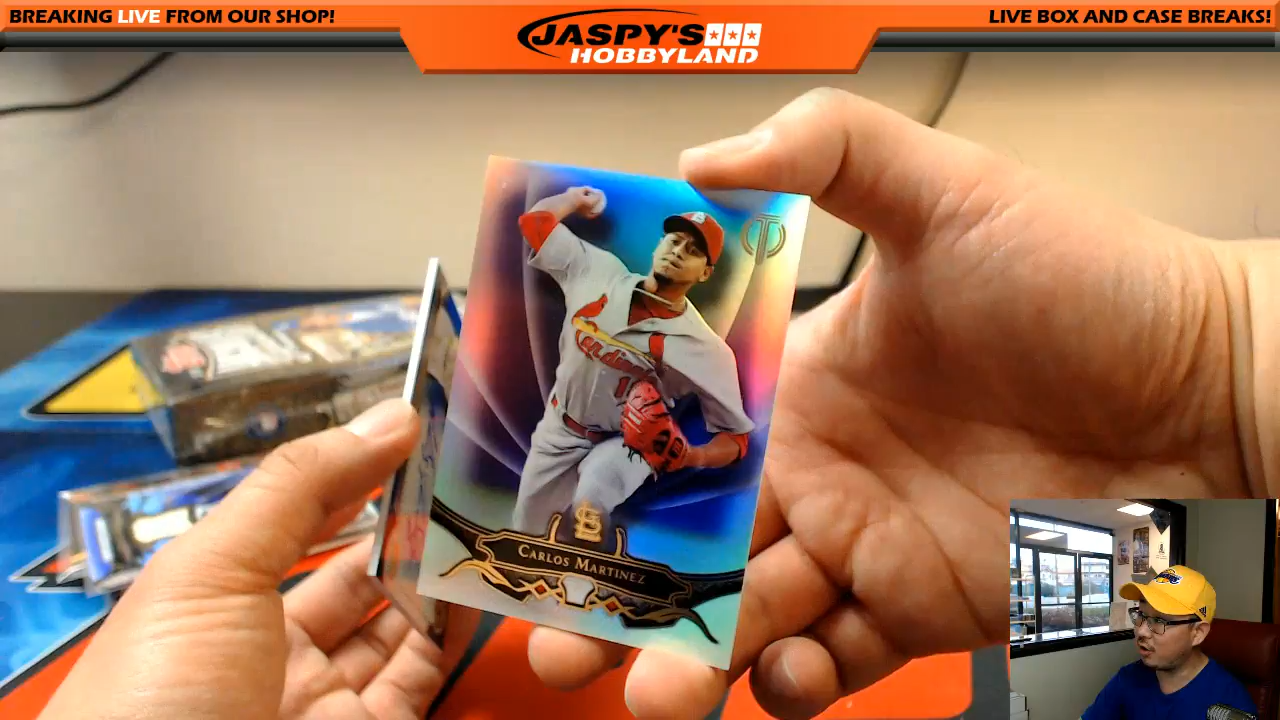 BREAKING LIVE FROM OUR SHOP!
JASPY'S
HOBBYLAND
LIVE BOX AND CASE BREAKS!
Cardinals
CARLOS MARTINEZ